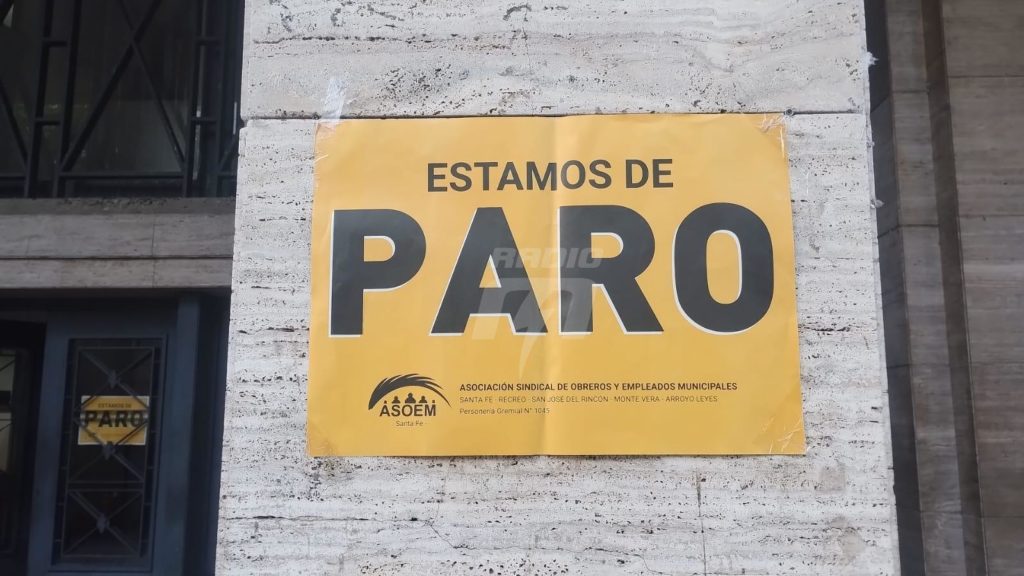 ESTAMOS DE
PARO
RADIO
ASOEM
Santa Fe
ASOCIACIÓN SINDICAL DE OBREROS Y EMPLEADOS MUNICIPALES
SANTA FE - RECREO - SAN JOSÉ DEL RINCÓN - MONTE VERA - ARROYO LEYES
Personería Gremial N° 1045
ESTAMOS DE
PARO